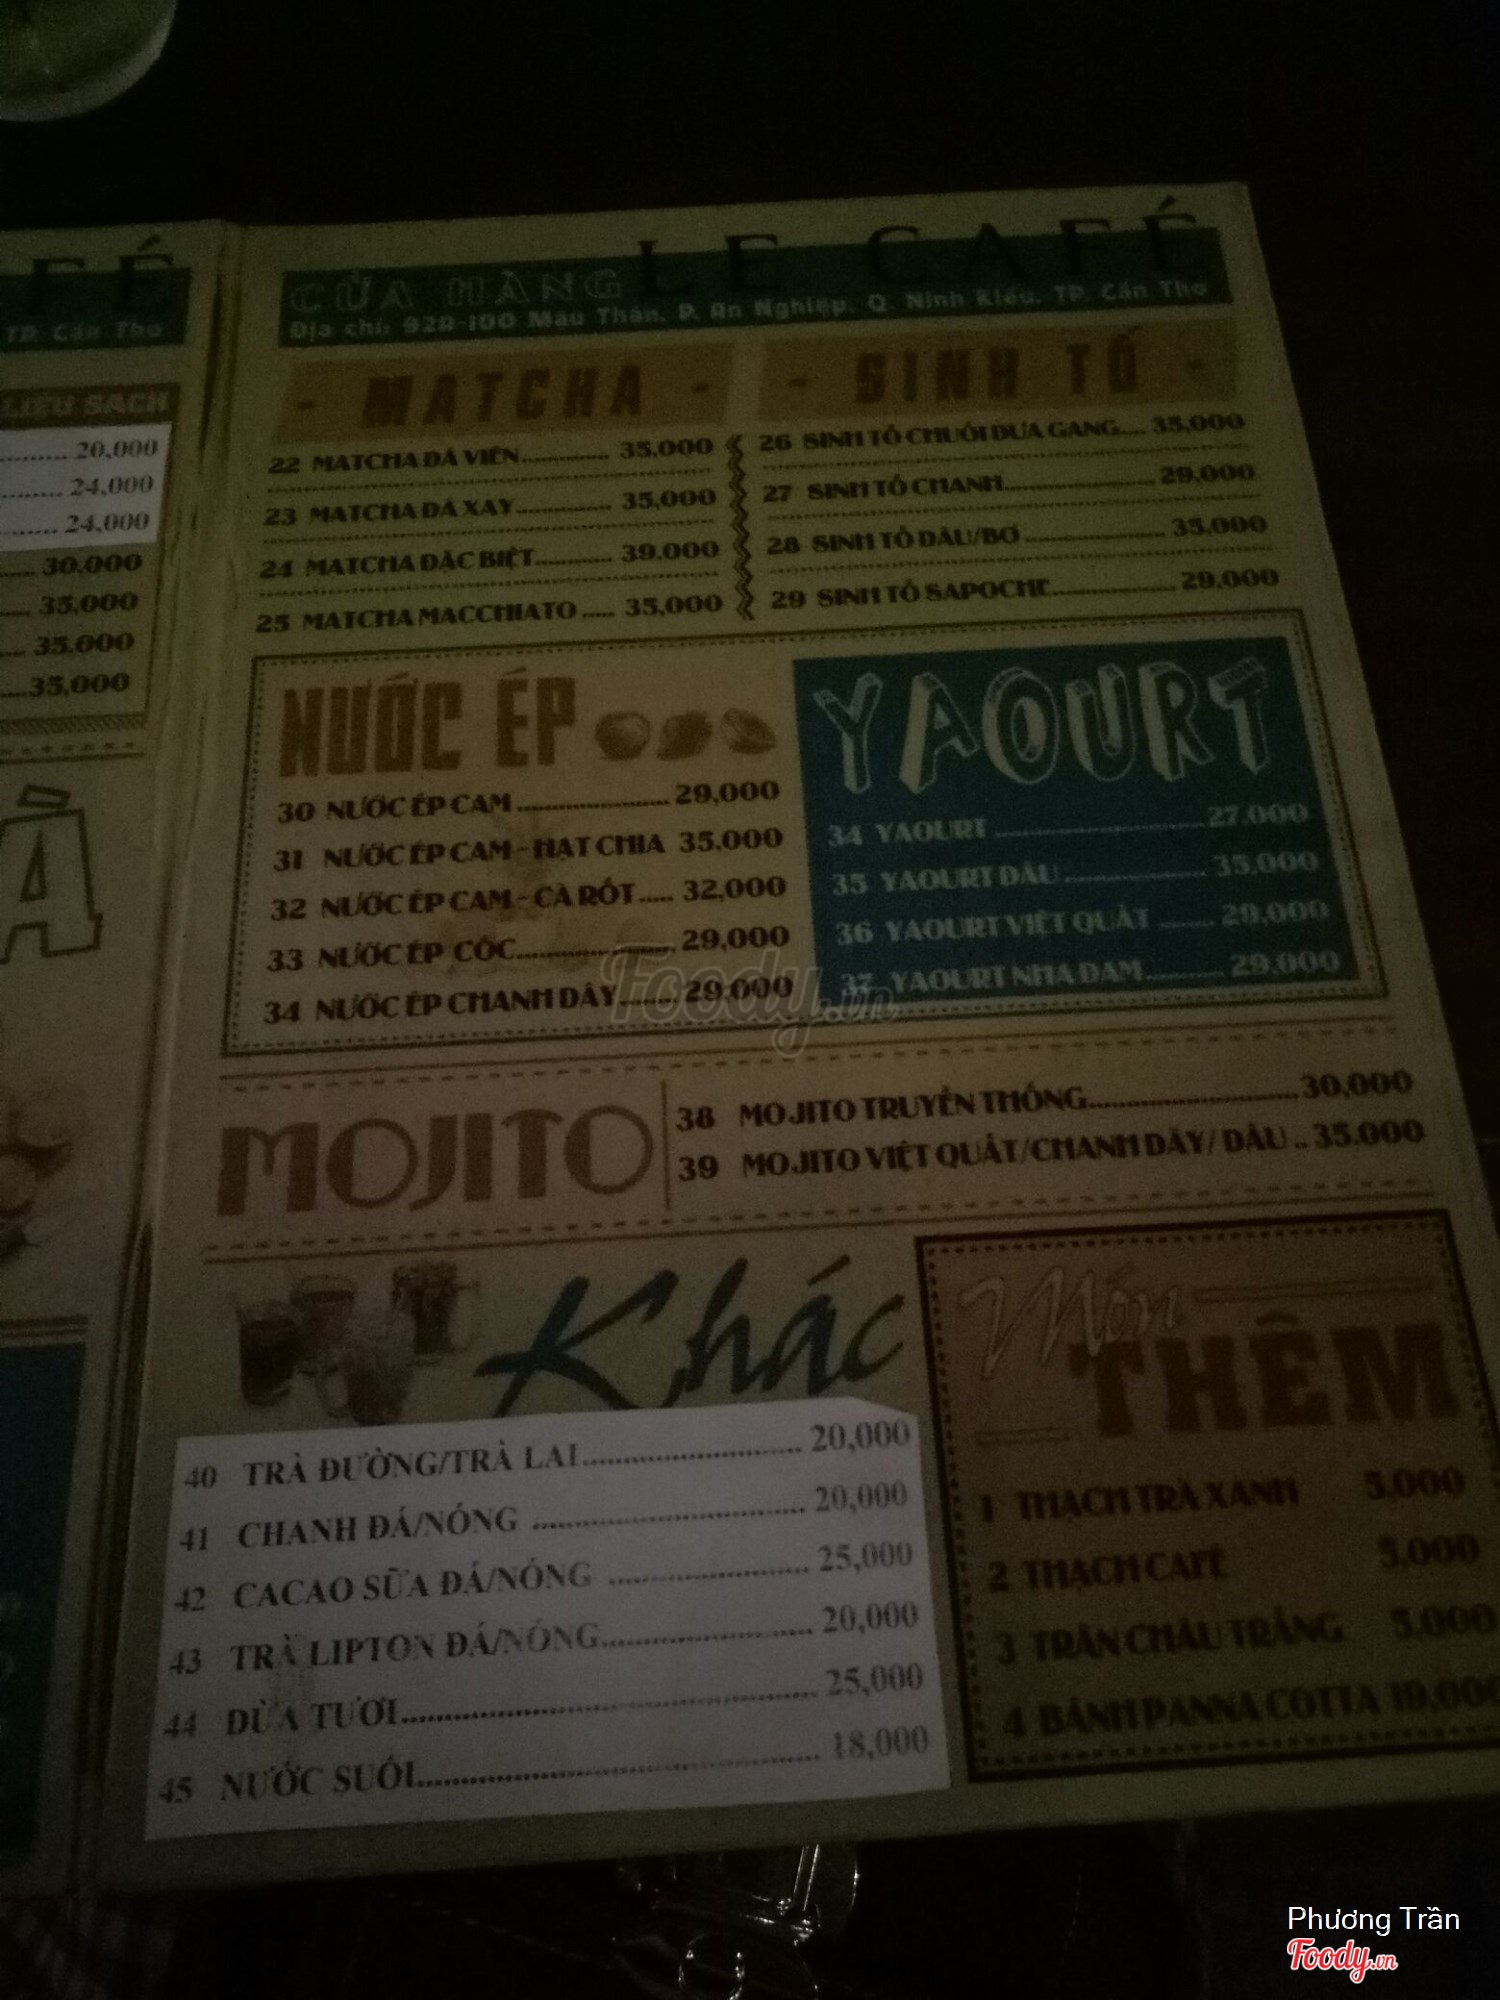 FÉ
TP. Cần Thơ
LIỆU SẠCH
20,000
24,000
24,000
30,000
35,000
35,000
35,000
LE CAFÉ
CỬA HÀNG
Địa chỉ: 92D-100 Mậu Thân, P. An Nghiệp, Q. Ninh Kiều, TP. Cần Thơ
- MATCHA -
22 MATCHA ĐÁ VIÊN.......... 35,000
23 MATCHA ĐÁ XAY.......... 35,000
24 MATCHA ĐẶC BIỆT.......... 39,000
25 MATCHA MACCHIATO ..... 35,000
- SINH TỐ -
26 SINH TỐ CHUỐI DƯA GANG.... 35,000
27 SINH TỐ CHANH.......... 29,000
28 SINH TỐ DÂU/BƠ .......... 35,000
29 SINH TỐ SAPOCHE.......... 29,000
NƯỚC ÉP
30 NƯỚC ÉP CAM .......... 29,000
31 NƯỚC ÉP CAM - HẠT CHIA 35,000
32 NƯỚC ÉP CAM - CÀ RỐT..... 32,000
33 NƯỚC ÉP CÓC.......... 29,000
34 NƯỚC ÉP CHANH DÂY........ 29,000
YAOURT
34 YAOURT .......... 27,000
35 YAOURT DÂU .......... 35,000
36 YAOURT VIỆT QUẤT ........ 29,000
37 YAOURT NHA ĐAM.......... 29,000
Foody.vn
MOJITO
38 MOJITO TRUYỀN THỐNG.......... 30,000
39 MOJITO VIỆT QUẤT/CHANH DÂY/ DÂU .. 35,000
Khác
40 TRÀ ĐƯỜNG/TRÀ LÀI.......... 20,000
41 CHANH ĐÁ/NÓNG .......... 20,000
42 CACAO SỮA ĐÁ/NÓNG .......... 25,000
43 TRÀ LIPTON ĐÁ/NÓNG.......... 20,000
44 DỪA TƯƠI.......... 25,000
45 NƯỚC SUỐI.......... 18,000
Món
THÊM
1 THẠCH TRÀ XANH 5,000
2 THẠCH CAFÉ 5,000
3 TRÂN CHÂU TRẮNG 5,000
4 BÁNH PANNA COTTA 19,000
Phương Trần
Foody.vn